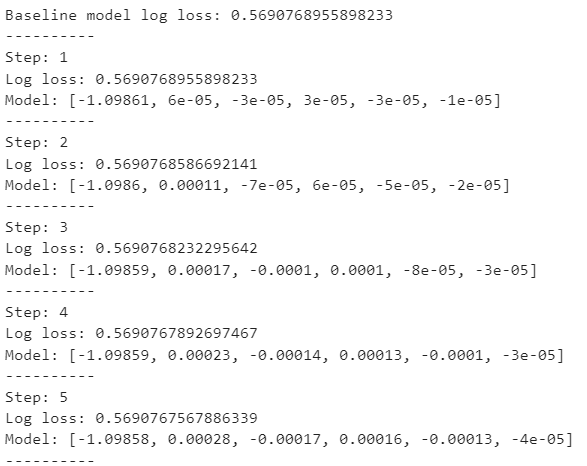 Baseline model log loss: 0.5690768955898233
----------
Step: 1
Log loss: 0.5690768955898233
Model: [-1.09861, 6e-05, -3e-05, 3e-05, -3e-05, -1e-05]
----------
Step: 2
Log loss: 0.5690768586692141
Model: [-1.0986, 0.00011, -7e-05, 6e-05, -5e-05, -2e-05]
----------
Step: 3
Log loss: 0.5690768232295642
Model: [-1.09859, 0.00017, -0.0001, 0.0001, -8e-05, -3e-05]
----------
Step: 4
Log loss: 0.5690767892697467
Model: [-1.09859, 0.00023, -0.00014, 0.00013, -0.0001, -3e-05]
----------
Step: 5
Log loss: 0.5690767567886339
Model: [-1.09858, 0.00028, -0.00017, 0.00016, -0.00013, -4e-05]
----------